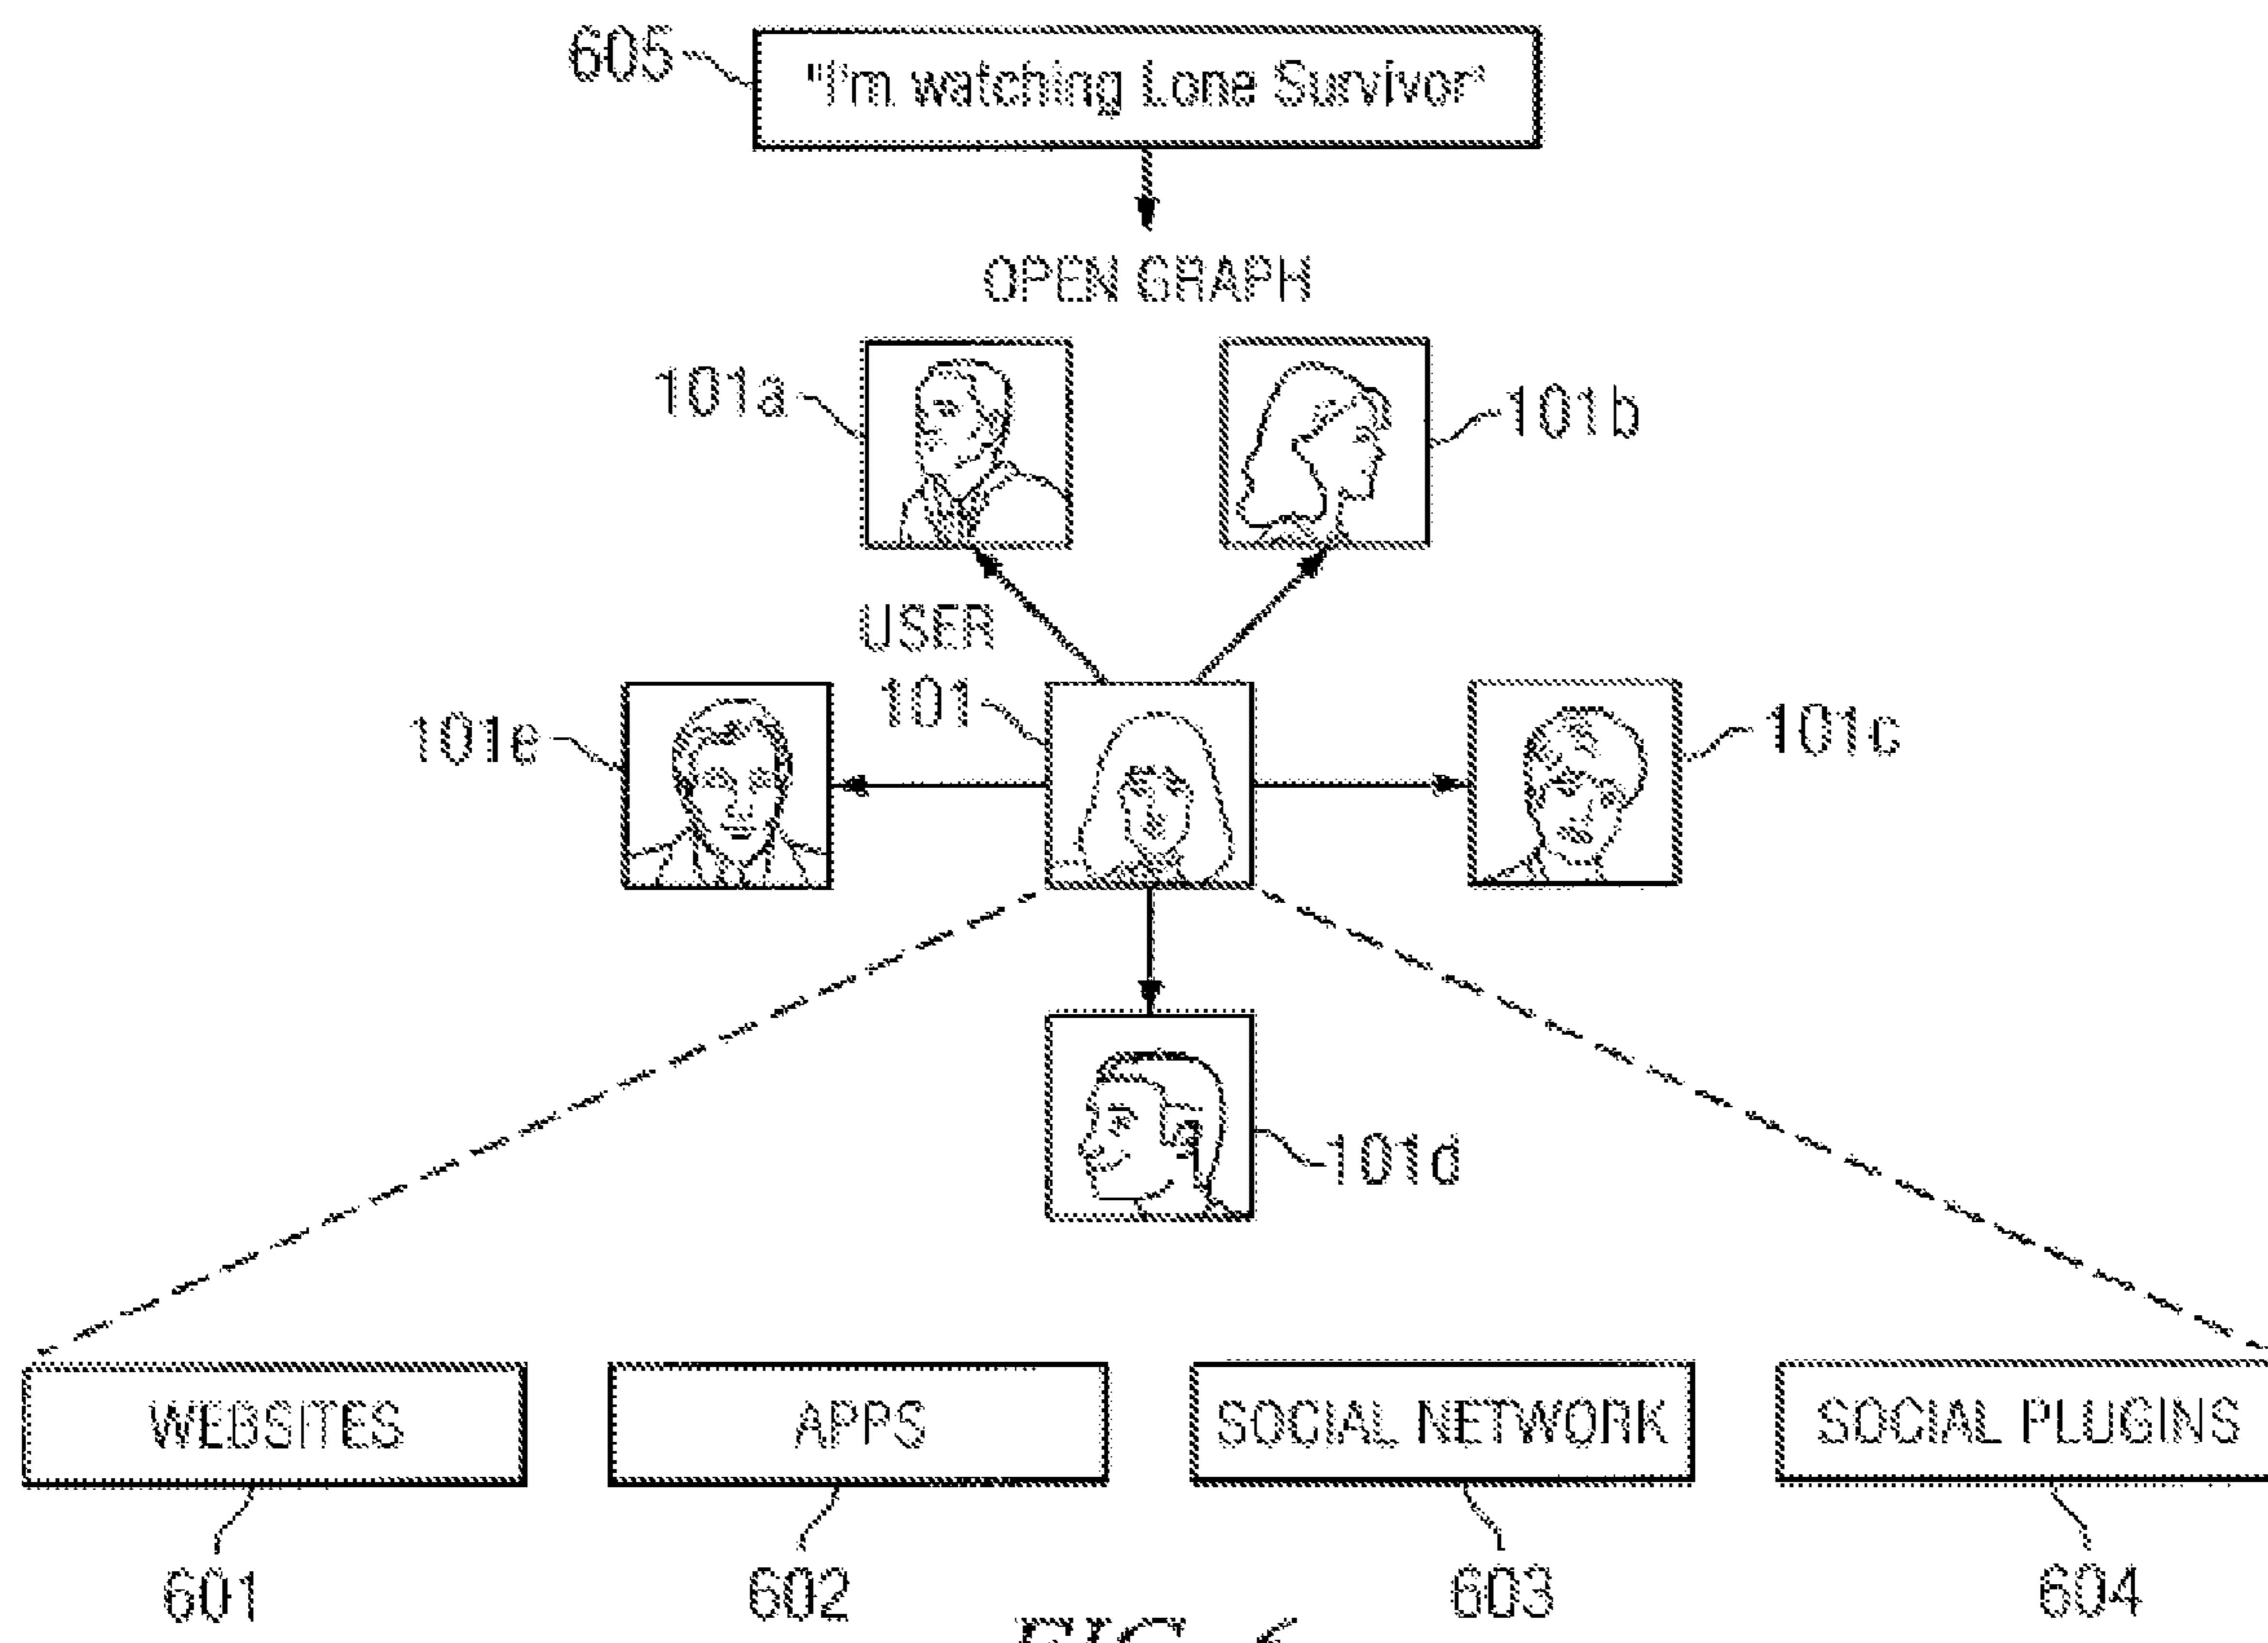 605 "I'm watching Lone Survivor"
OPEN GRAPH
101a
101b
USER
101
101e
101c
101d
WEBSITES
APPS
SOCIAL NETWORK
SOCIAL PLUGINS
601
602
603
604